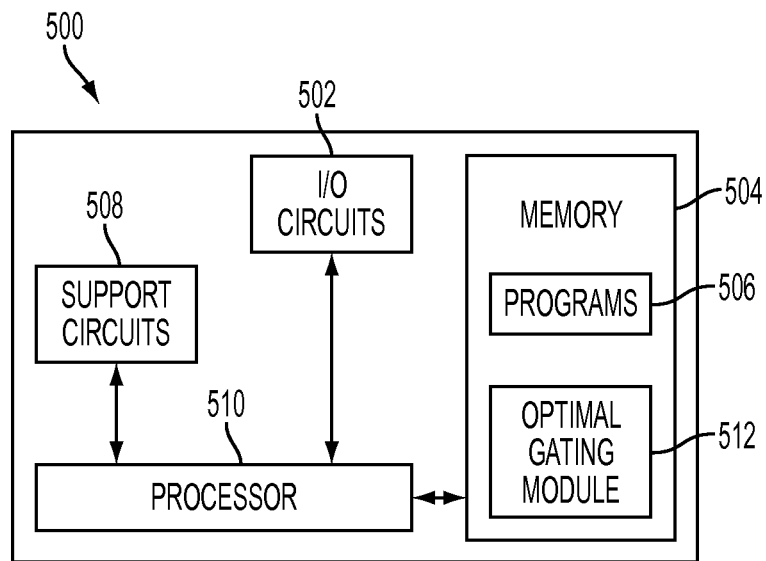 500
502
I/O
CIRCUITS
508
SUPPORT
CIRCUITS
MEMORY
504
PROGRAMS
506
OPTIMAL
GATING
MODULE
512
510
PROCESSOR